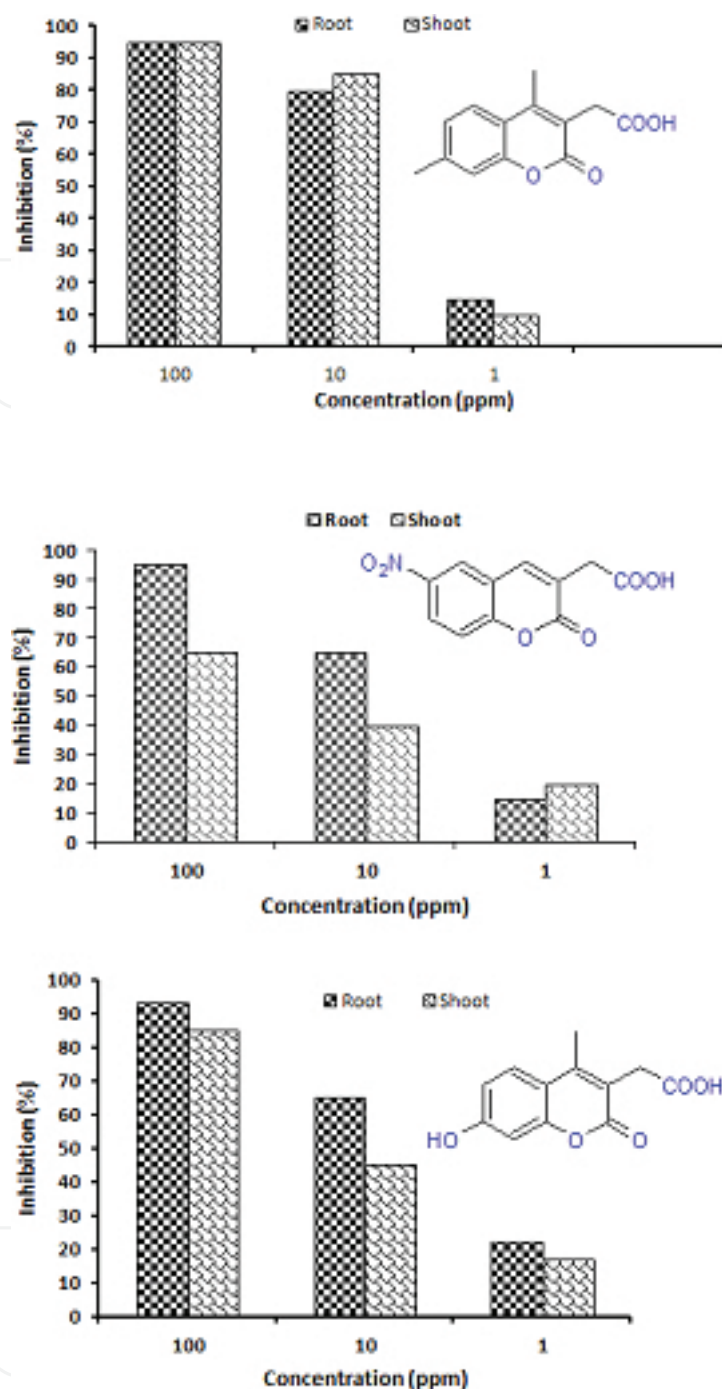 Root Shoot
100
90
80
70
60
50
40
30
20
10
0
Inhibition (%)
COOH
O O
100 10 1
Concentration (ppm)
Root Shoot
100
90
80
70
60
50
40
30
20
10
0
Inhibition (%)
O₂N
COOH
O O
100 10 1
Concentration (ppm)
Root Shoot
100
90
80
70
60
50
40
30
20
10
0
Inhibition (%)
COOH
HO O O
100 10 1
Concentration (ppm)